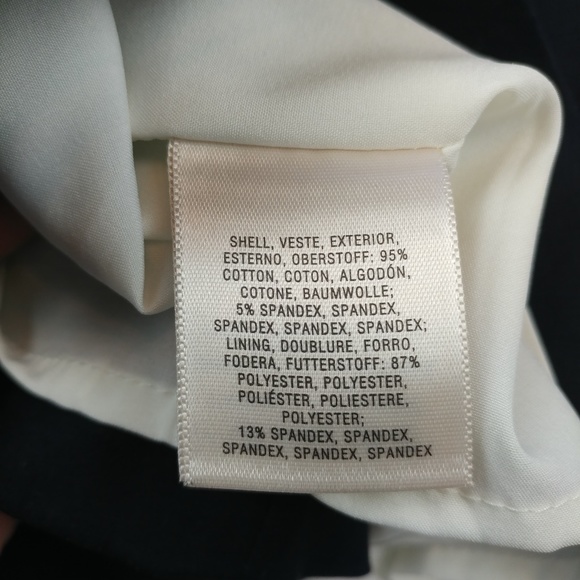 SHELL, VESTE, EXTERIOR,
ESTERNO, OBERSTOFF: 95%
COTTON, COTON, ALGODÓN,
COTONE, BAUMWOLLE;
5% SPANDEX, SPANDEX,
SPANDEX, SPANDEX, SPANDEX;
LINING, DOUBLURE, FORRO,
FODERA, FUTTERSTOFF: 87%
POLYESTER, POLYESTER,
POLIÉSTER, POLIESTERE,
POLYESTER;
13% SPANDEX, SPANDEX,
SPANDEX, SPANDEX, SPANDEX